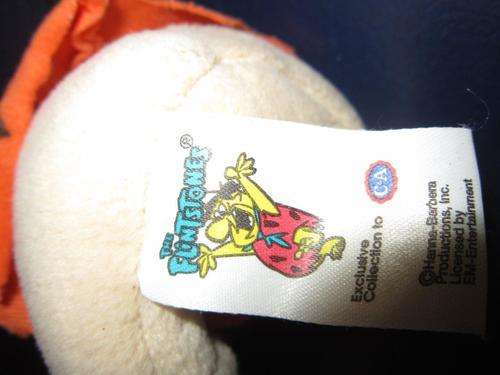 THE
FLINTSTONES®
Exclusive
Collection to
C&A
©Hanna-Barbera
Productions, Inc.
Licensed by
EM-Entertainment